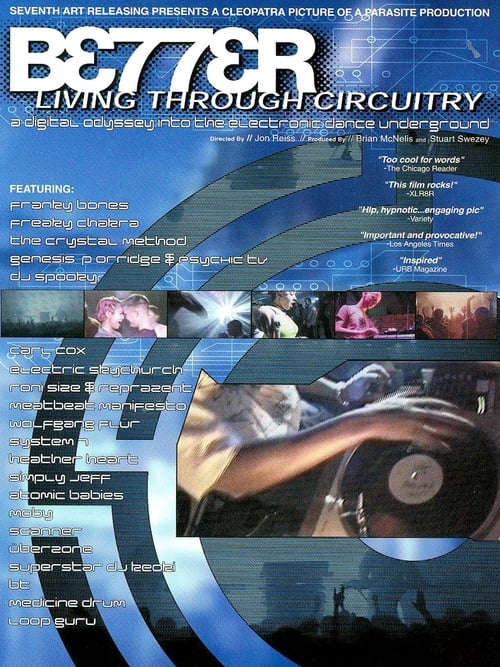 SEVENTH ART RELEASING PRESENTS A CLEOPATRA PICTURE OF A PARASITE PRODUCTION
BE77ER
LIVING THROUGH CIRCUITRY
a digital odyssey into the electronic dance underground
Directed By // Jon Reiss // Produced By // Brian McNelis and Stuart Swezey
"Too cool for words"
-The Chicago Reader
"This film rocks!"
-XLR8R
"Hip, hypnotic...engaging pic"
-Variety
"Important and provocative!"
-Los Angeles Times
"Inspired"
-URB Magazine
FEATURING:
franky bones
freaky chakra
the crystal method
genesis p orridge & psychic tv
dj spooky
carl cox
electric skychurch
roni size & reprazent
meatbeat manifesto
wolfgang flür
system 7
heather heart
simply jeff
atomic babies
moby
scanner
überzone
superstar dj keoki
bt
medicine drum
loop guru